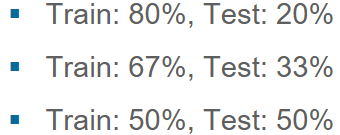 ▪ Train: 80%, Test: 20%
▪ Train: 67%, Test: 33%
▪ Train: 50%, Test: 50%